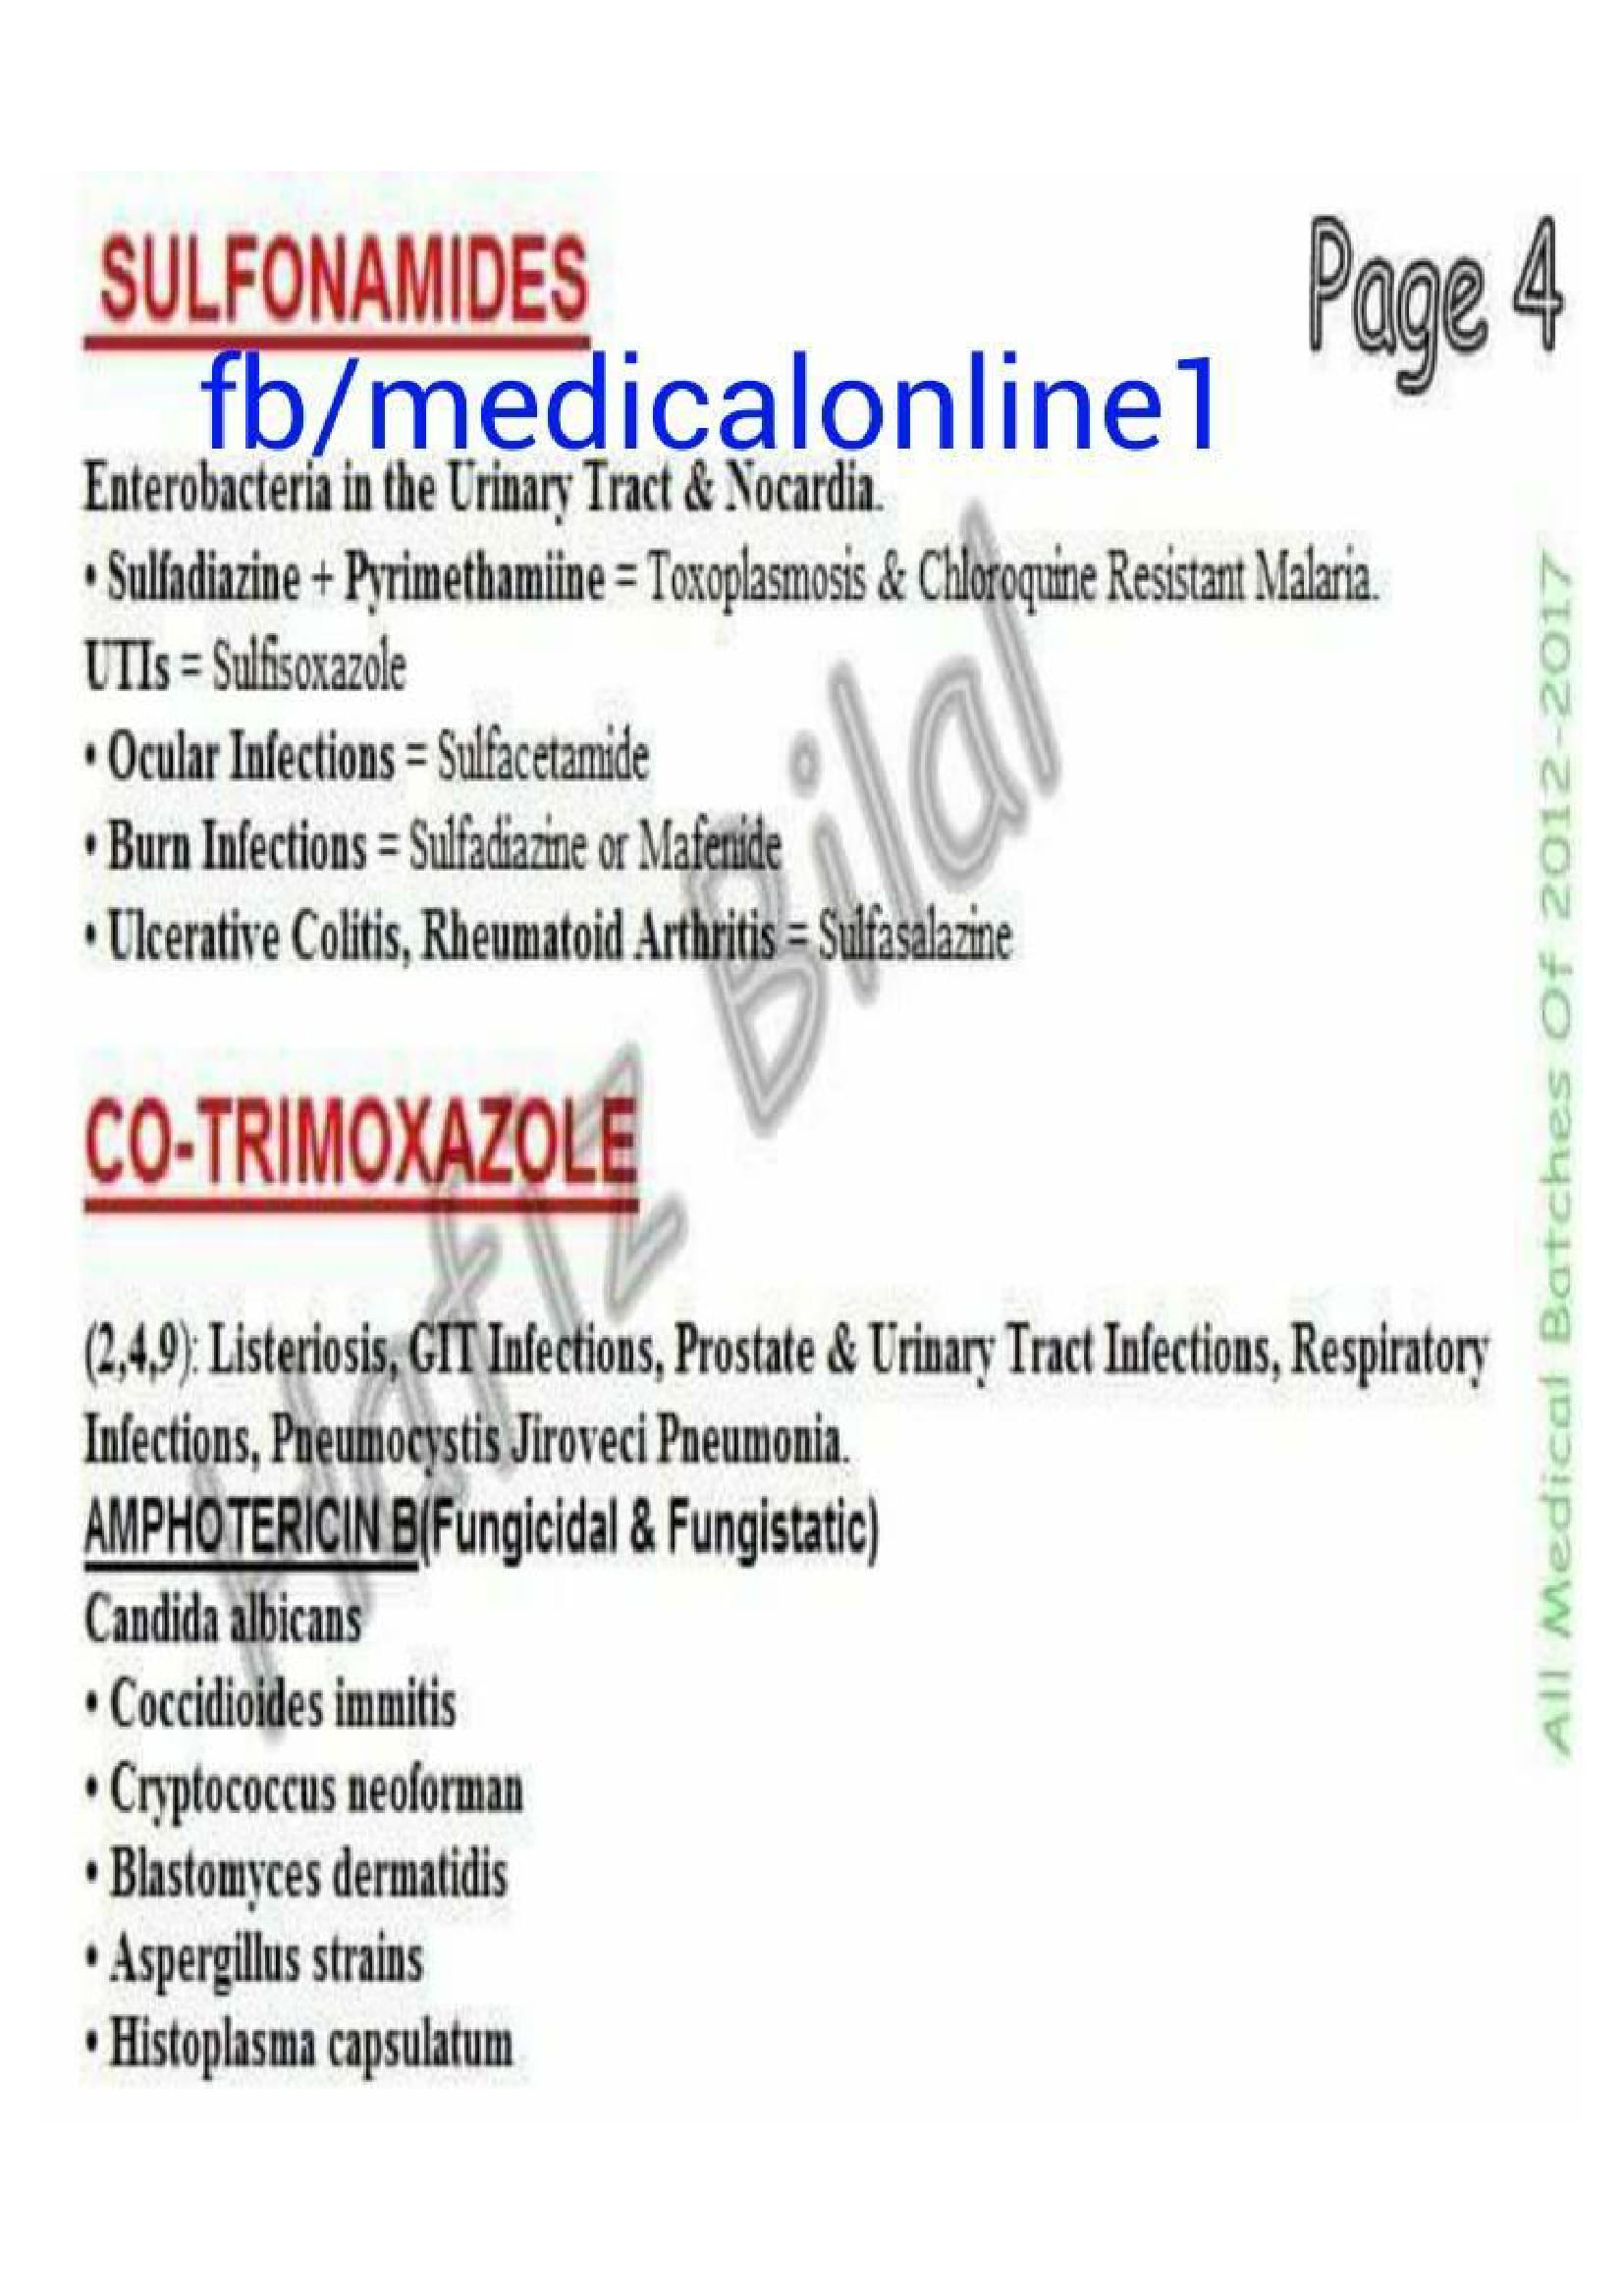 SULFONAMIDES
Page 4
fb/medicalonline1
Enterobacteria in the Urinary Tract & Nocardia.
• Sulfadiazine + Pyrimethamiine = Toxoplasmosis & Chloroquine Resistant Malaria.
UTIs = Sulfisoxazole
• Ocular Infections = Sulfacetamide
• Burn Infections = Sulfadiazine or Mafenide
• Ulcerative Colitis, Rheumatoid Arthritis = Sulfasalazine
CO-TRIMOXAZOLE
(2,4,9): Listeriosis, GIT Infections, Prostate & Urinary Tract Infections, Respiratory
Infections, Pneumocystis Jiroveci Pneumonia.
AMPHOTERICIN B(Fungicidal & Fungistatic)
Candida albicans
• Coccidioides immitis
• Cryptococcus neoforman
• Blastomyces dermatidis
• Aspergillus strains
• Histoplasma capsulatum
Hafiz Bilal
All Medical Batches Of 2012-2017